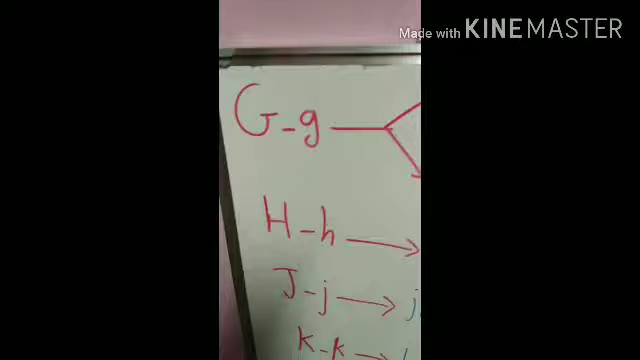 Made with KINEMASTER
G-g
H-h →
J-j → j
K-k →